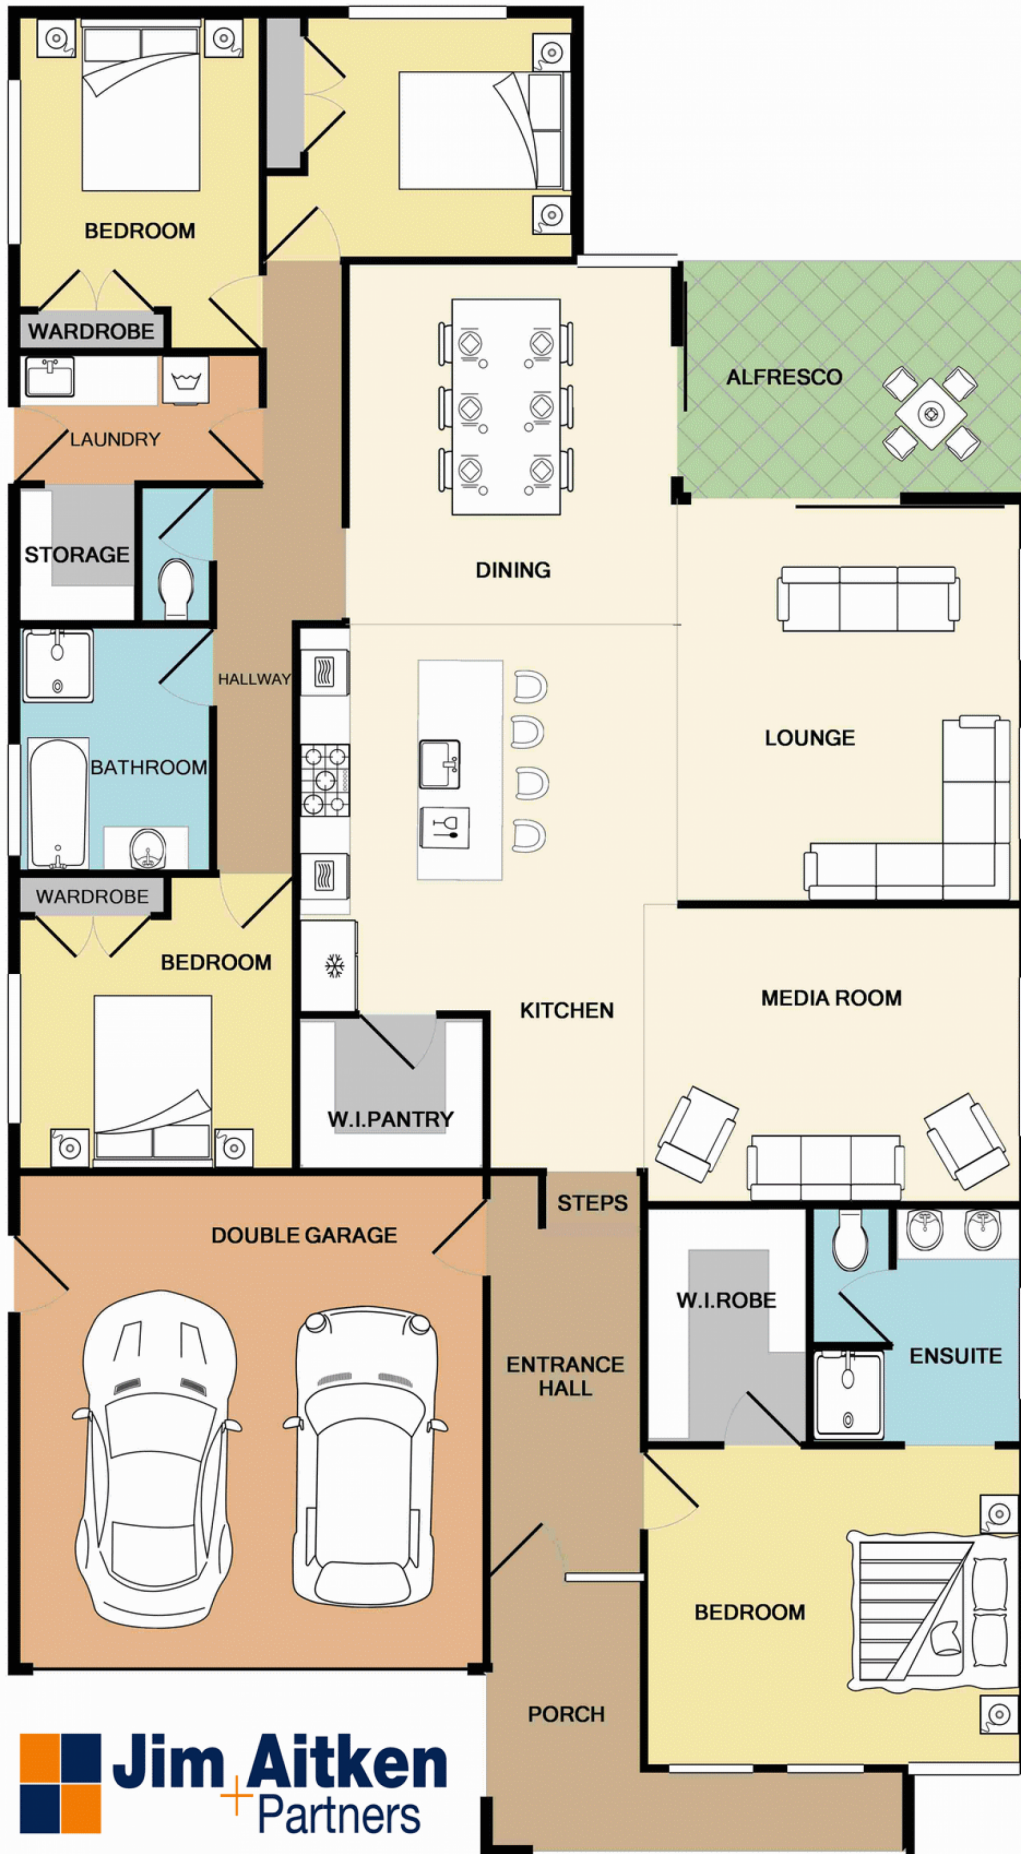 BEDROOM
WARDROBE
ALFRESCO
LAUNDRY
STORAGE
DINING
HALLWAY
LOUNGE
BATHROOM
WARDROBE
BEDROOM
KITCHEN
MEDIA ROOM
W.I.PANTRY
STEPS
DOUBLE GARAGE
W.I.ROBE
ENSUITE
ENTRANCE
HALL
BEDROOM
PORCH
Jim Aitken
+ Partners